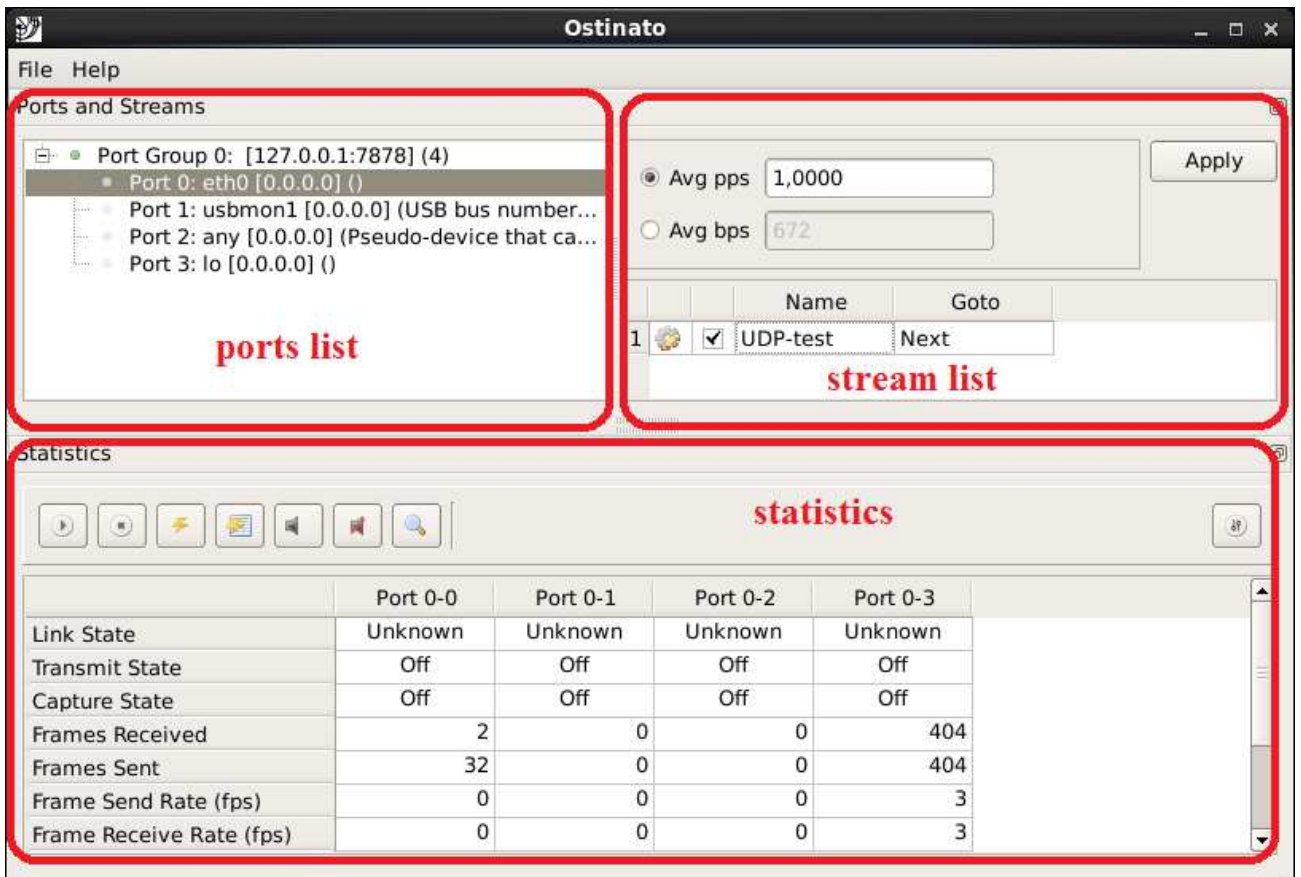 Ostinato
File Help
Ports and Streams
Port Group 0: [127.0.0.1:7878] (4)
Port 0: eth0 [0.0.0.0] ()
Port 1: usbmon1 [0.0.0.0] (USB bus number...
Port 2: any [0.0.0.0] (Pseudo-device that ca...
Port 3: lo [0.0.0.0] ()
ports list
Avg pps 1,0000
Avg bps 672
Apply
Name Goto
1 UDP-test Next
stream list
Statistics
statistics
Port 0-0 Port 0-1 Port 0-2 Port 0-3
Link State Unknown Unknown Unknown Unknown
Transmit State Off Off Off Off
Capture State Off Off Off Off
Frames Received 2 0 0 404
Frames Sent 32 0 0 404
Frame Send Rate (fps) 0 0 0 3
Frame Receive Rate (fps) 0 0 0 3